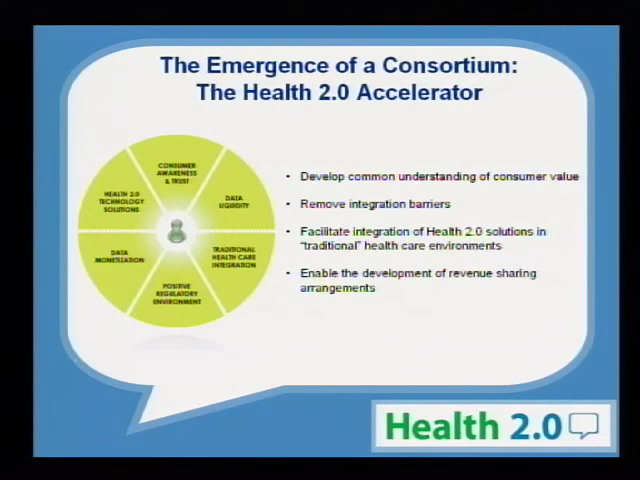 The Emergence of a Consortium:
The Health 2.0 Accelerator
CONSUMER
AWARENESS
& TRUST
HEALTH 2.0
TECHNOLOGY
SOLUTIONS
DATA
LIQUIDITY
DATA
MONETIZATION
TRADITIONAL
HEALTH CARE
INTEGRATION
POSITIVE
REGULATORY
ENVIRONMENT
• Develop common understanding of consumer value
• Remove integration barriers
• Facilitate integration of Health 2.0 solutions in
"traditional" health care environments
• Enable the development of revenue sharing
arrangements
Health 2.0